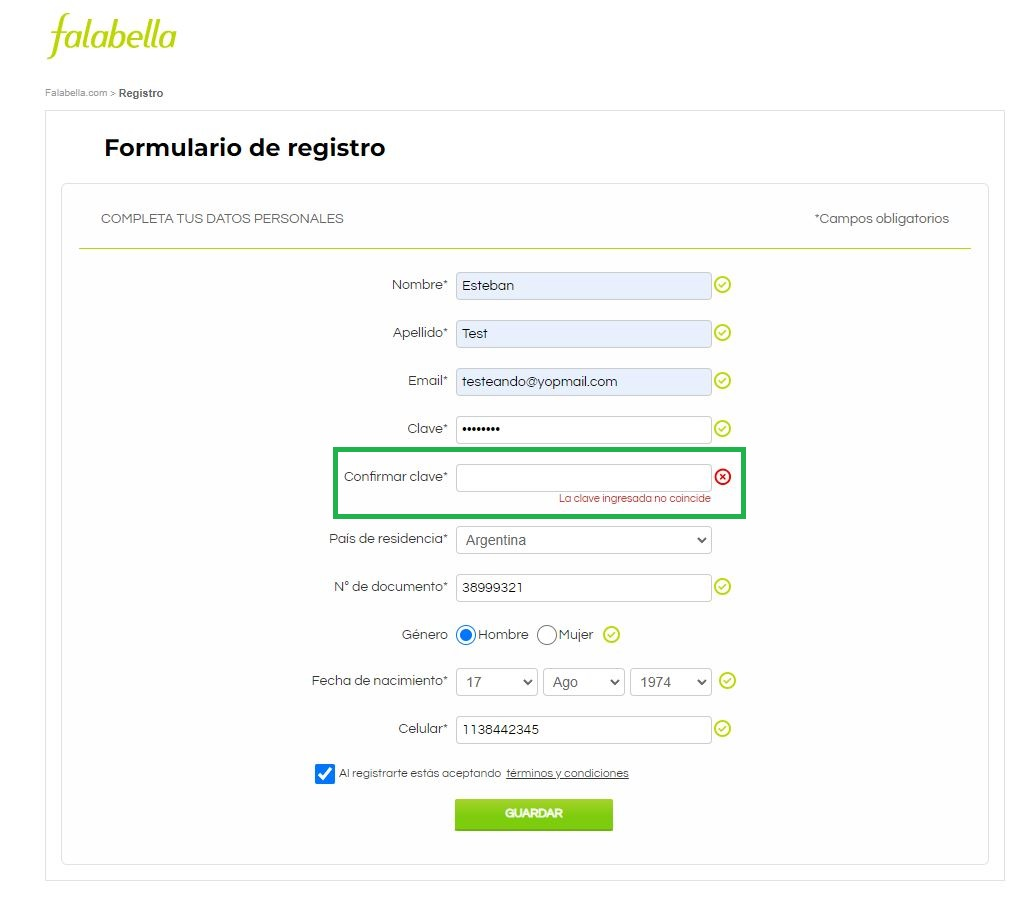 falabella
Falabella.com > Registro
Formulario de registro
COMPLETA TUS DATOS PERSONALES *Campos obligatorios
Nombre* Esteban
Apellido* Test
Email* testeando@yopmail.com
Clave* ••••••••
Confirmar clave*
La clave ingresada no coincide
País de residencia* Argentina
N° de documento* 38999321
Género Hombre Mujer
Fecha de nacimiento* 17 Ago 1974
Celular* 1138442345
Al registrarte estás aceptando términos y condiciones
GUARDAR